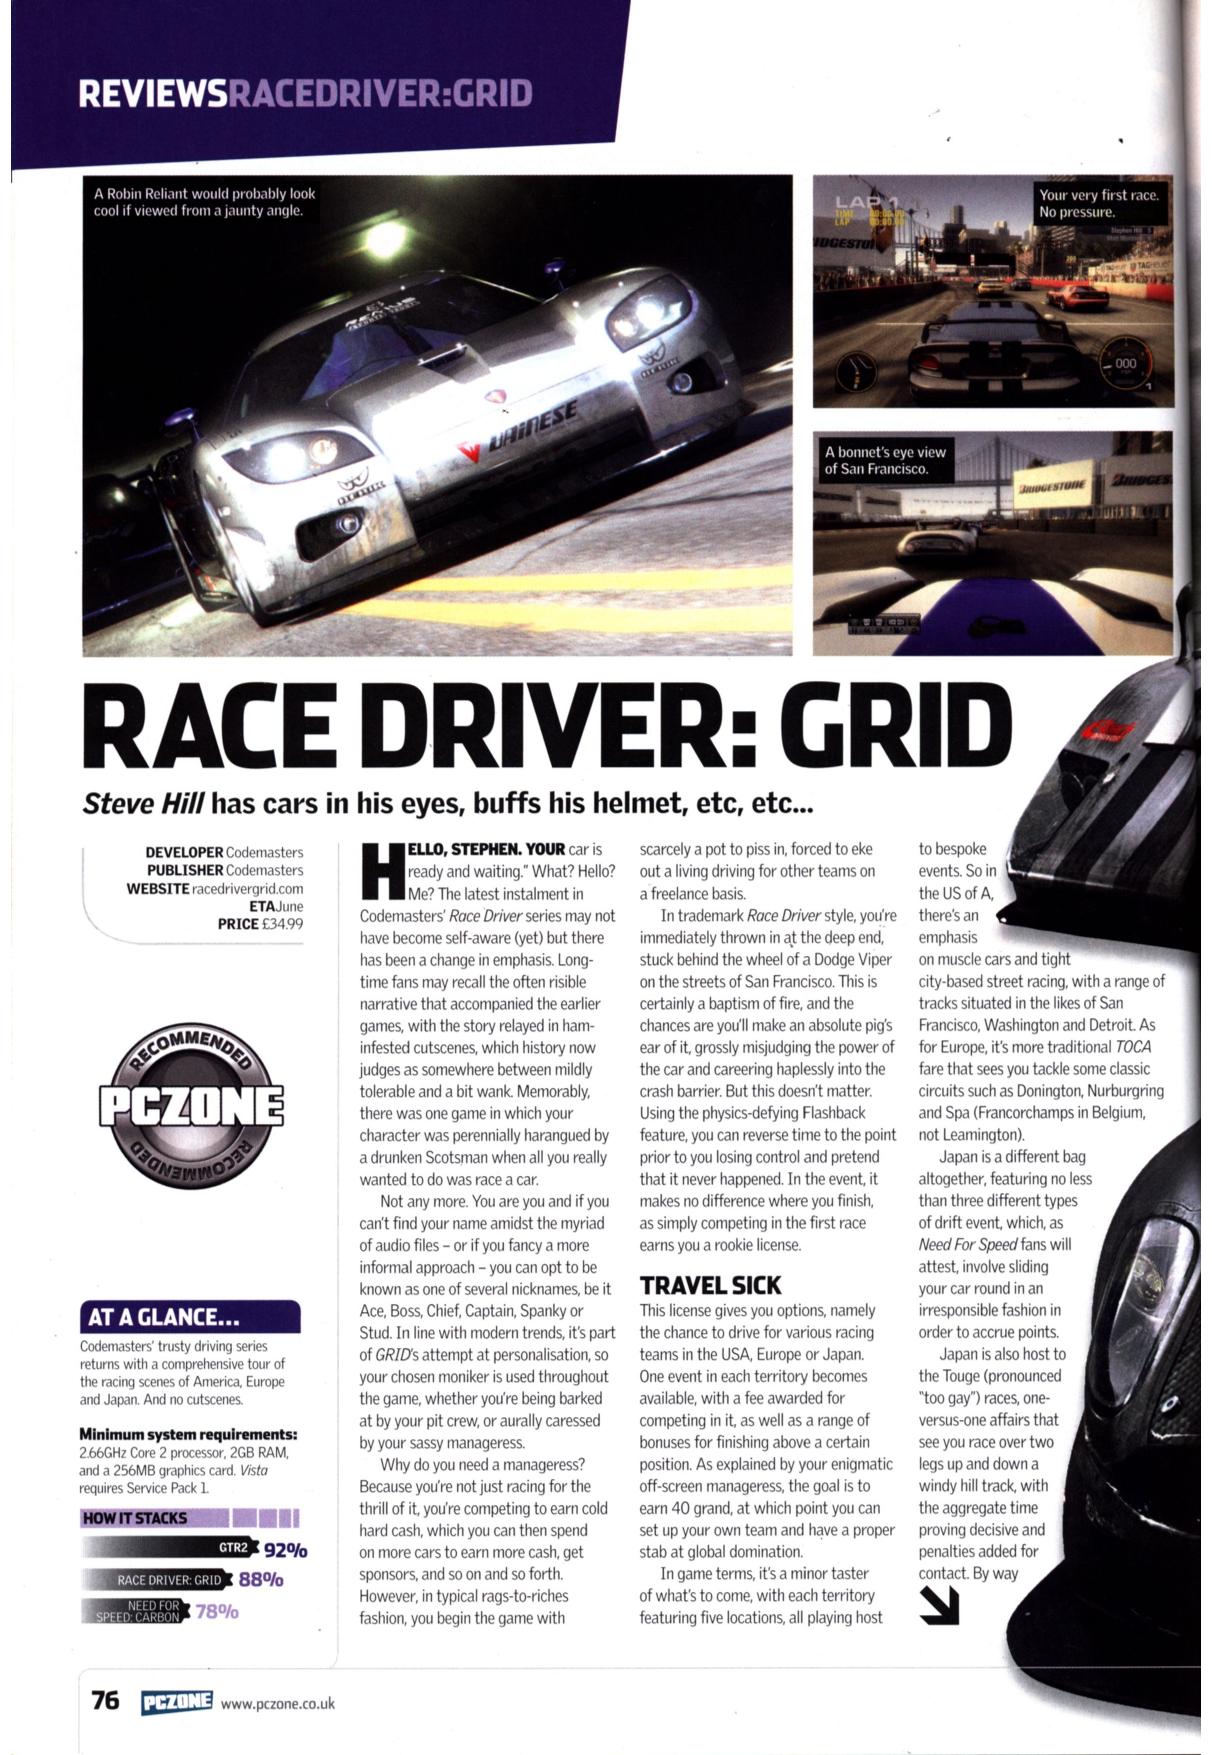 REVIEWSRACEDRIVER:GRID
A Robin Reliant would probably look
cool if viewed from a jaunty angle.
REMUS
DAINESE
LAP 1
TIME 00:00.00
LAP 00:00.00
BRIDGESTONE
Stephen Hill
TAGHEUER
000
1
Your very first race.
No pressure.
A bonnet's eye view
of San Francisco.
BRIDGESTONE
RACE DRIVER: GRID
Steve Hill has cars in his eyes, buffs his helmet, etc, etc...
DEVELOPER Codemasters
PUBLISHER Codemasters
WEBSITE racedrivergrid.com
ETA June
PRICE £34.99
RECOMMENDED
PCZONE
RECOMMENDED
AT A GLANCE...
Codemasters' trusty driving series
returns with a comprehensive tour of
the racing scenes of America, Europe
and Japan. And no cutscenes.
Minimum system requirements:
2.66GHz Core 2 processor, 2GB RAM,
and a 256MB graphics card. Vista
requires Service Pack 1.
HOW IT STACKS
GTR2 92%
RACE DRIVER: GRID 88%
NEED FOR
SPEED: CARBON 78%
HELLO, STEPHEN. YOUR car is
ready and waiting." What? Hello?
Me? The latest instalment in
Codemasters' Race Driver series may not
have become self-aware (yet) but there
has been a change in emphasis. Long-
time fans may recall the often risible
narrative that accompanied the earlier
games, with the story relayed in ham-
infested cutscenes, which history now
judges as somewhere between mildly
tolerable and a bit wank. Memorably,
there was one game in which your
character was perennially harangued by
a drunken Scotsman when all you really
wanted to do was race a car.
Not any more. You are you and if you
can't find your name amidst the myriad
of audio files – or if you fancy a more
informal approach – you can opt to be
known as one of several nicknames, be it
Ace, Boss, Chief, Captain, Spanky or
Stud. In line with modern trends, it's part
of GRID's attempt at personalisation, so
your chosen moniker is used throughout
the game, whether you're being barked
at by your pit crew, or aurally caressed
by your sassy manageress.
Why do you need a manageress?
Because you're not just racing for the
thrill of it, you're competing to earn cold
hard cash, which you can then spend
on more cars to earn more cash, get
sponsors, and so on and so forth.
However, in typical rags-to-riches
fashion, you begin the game with
scarcely a pot to piss in, forced to eke
out a living driving for other teams on
a freelance basis.
In trademark Race Driver style, you're
immediately thrown in at the deep end,
stuck behind the wheel of a Dodge Viper
on the streets of San Francisco. This is
certainly a baptism of fire, and the
chances are you'll make an absolute pig's
ear of it, grossly misjudging the power of
the car and careering haplessly into the
crash barrier. But this doesn't matter.
Using the physics-defying Flashback
feature, you can reverse time to the point
prior to you losing control and pretend
that it never happened. In the event, it
makes no difference where you finish,
as simply competing in the first race
earns you a rookie license.
TRAVEL SICK
This license gives you options, namely
the chance to drive for various racing
teams in the USA, Europe or Japan.
One event in each territory becomes
available, with a fee awarded for
competing in it, as well as a range of
bonuses for finishing above a certain
position. As explained by your enigmatic
off-screen manageress, the goal is to
earn 40 grand, at which point you can
set up your own team and have a proper
stab at global domination.
In game terms, it's a minor taster
of what's to come, with each territory
featuring five locations, all playing host
to bespoke
events. So in
the US of A,
there's an
emphasis
on muscle cars and tight
city-based street racing, with a range of
tracks situated in the likes of San
Francisco, Washington and Detroit. As
for Europe, it's more traditional TOCA
fare that sees you tackle some classic
circuits such as Donington, Nurburgring
and Spa (Francorchamps in Belgium,
not Leamington).
Japan is a different bag
altogether, featuring no less
than three different types
of drift event, which, as
Need For Speed fans will
attest, involve sliding
your car round in an
irresponsible fashion in
order to accrue points.
Japan is also host to
the Touge (pronounced
"too gay") races, one-
versus-one affairs that
see you race over two
legs up and down a
windy hill track, with
the aggregate time
proving decisive and
penalties added for
contact. By way
76 PCZONE www.pczone.co.uk